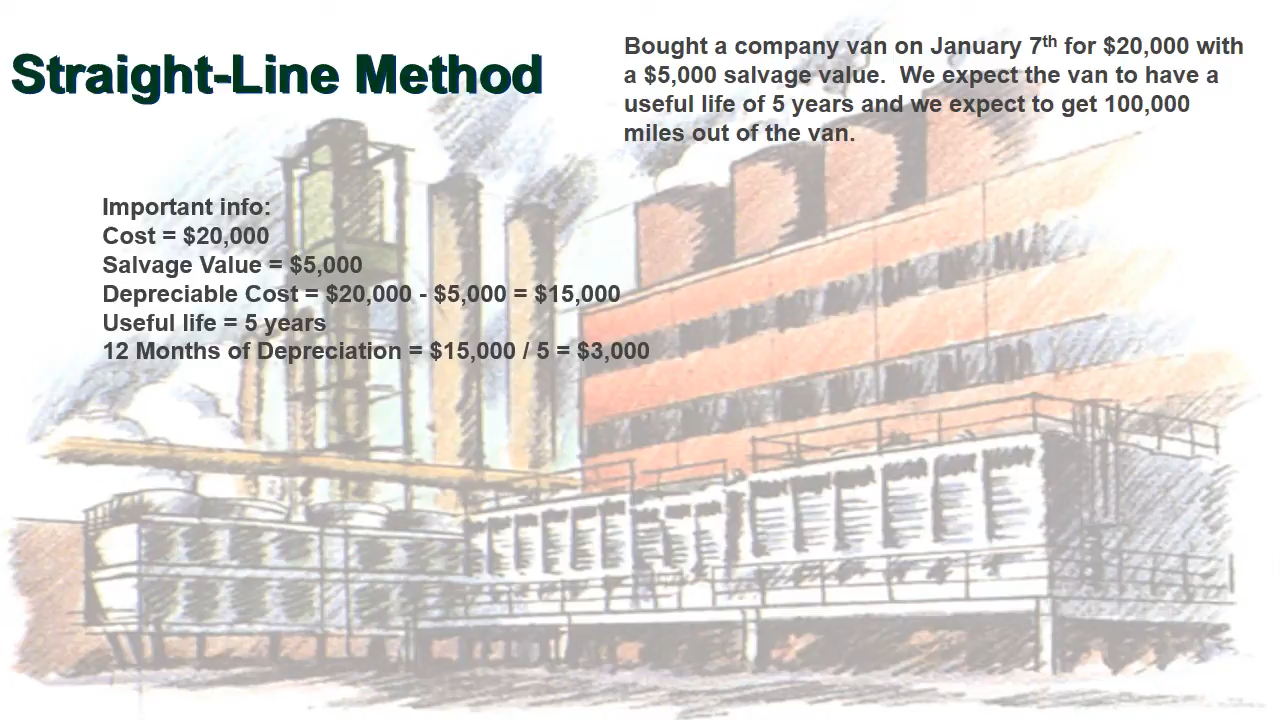 Straight-Line Method
Bought a company van on January 7th for $20,000 with
a $5,000 salvage value.  We expect the van to have a
useful life of 5 years and we expect to get 100,000
miles out of the van.
Important info:
Cost = $20,000
Salvage Value = $5,000
Depreciable Cost = $20,000 - $5,000 = $15,000
Useful life = 5 years
12 Months of Depreciation = $15,000 / 5 = $3,000